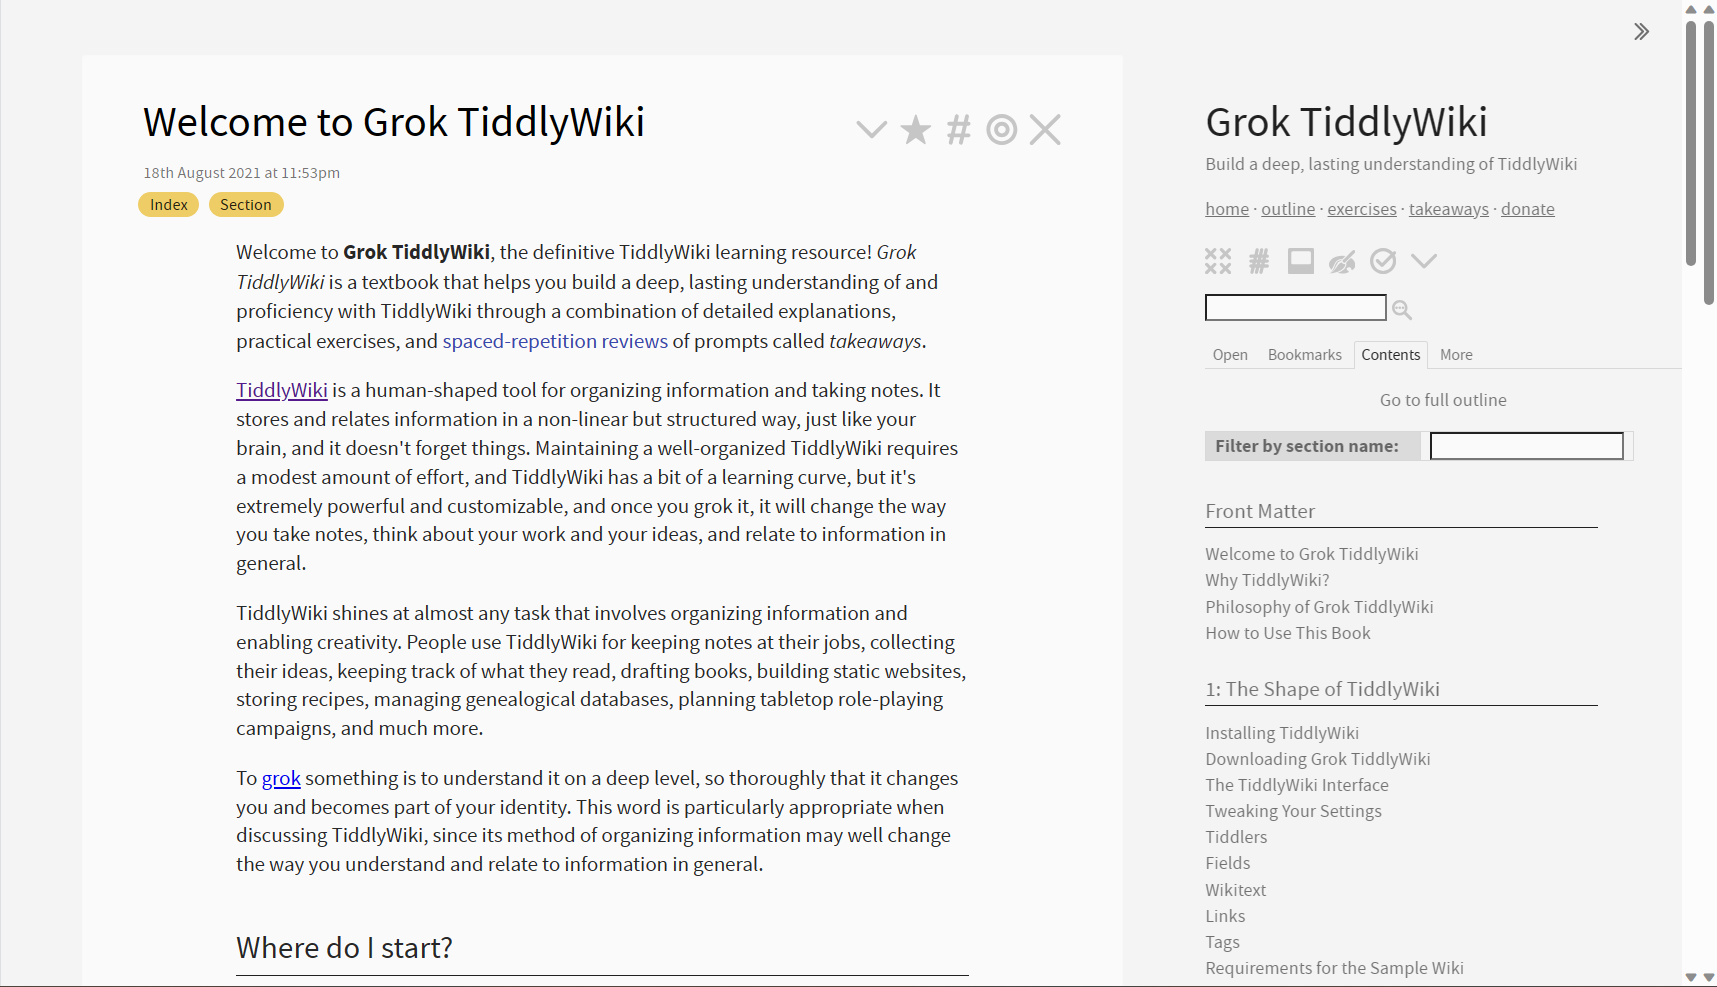 Welcome to Grok TiddlyWiki
18th August 2021 at 11:53pm
Index Section
Welcome to Grok TiddlyWiki, the definitive TiddlyWiki learning resource! Grok
TiddlyWiki is a textbook that helps you build a deep, lasting understanding of and
proficiency with TiddlyWiki through a combination of detailed explanations,
practical exercises, and spaced-repetition reviews of prompts called takeaways.
TiddlyWiki is a human-shaped tool for organizing information and taking notes. It
stores and relates information in a non-linear but structured way, just like your
brain, and it doesn't forget things. Maintaining a well-organized TiddlyWiki requires
a modest amount of effort, and TiddlyWiki has a bit of a learning curve, but it's
extremely powerful and customizable, and once you grok it, it will change the way
you take notes, think about your work and your ideas, and relate to information in
general.
TiddlyWiki shines at almost any task that involves organizing information and
enabling creativity. People use TiddlyWiki for keeping notes at their jobs, collecting
their ideas, keeping track of what they read, drafting books, building static websites,
storing recipes, managing genealogical databases, planning tabletop role-playing
campaigns, and much more.
To grok something is to understand it on a deep level, so thoroughly that it changes
you and becomes part of your identity. This word is particularly appropriate when
discussing TiddlyWiki, since its method of organizing information may well change
the way you understand and relate to information in general.
Where do I start?
Grok TiddlyWiki
Build a deep, lasting understanding of TiddlyWiki
home · outline · exercises · takeaways · donate
Open Bookmarks Contents More
Go to full outline
Filter by section name:
Front Matter
Welcome to Grok TiddlyWiki
Why TiddlyWiki?
Philosophy of Grok TiddlyWiki
How to Use This Book
1: The Shape of TiddlyWiki
Installing TiddlyWiki
Downloading Grok TiddlyWiki
The TiddlyWiki Interface
Tweaking Your Settings
Tiddlers
Fields
Wikitext
Links
Tags
Requirements for the Sample Wiki